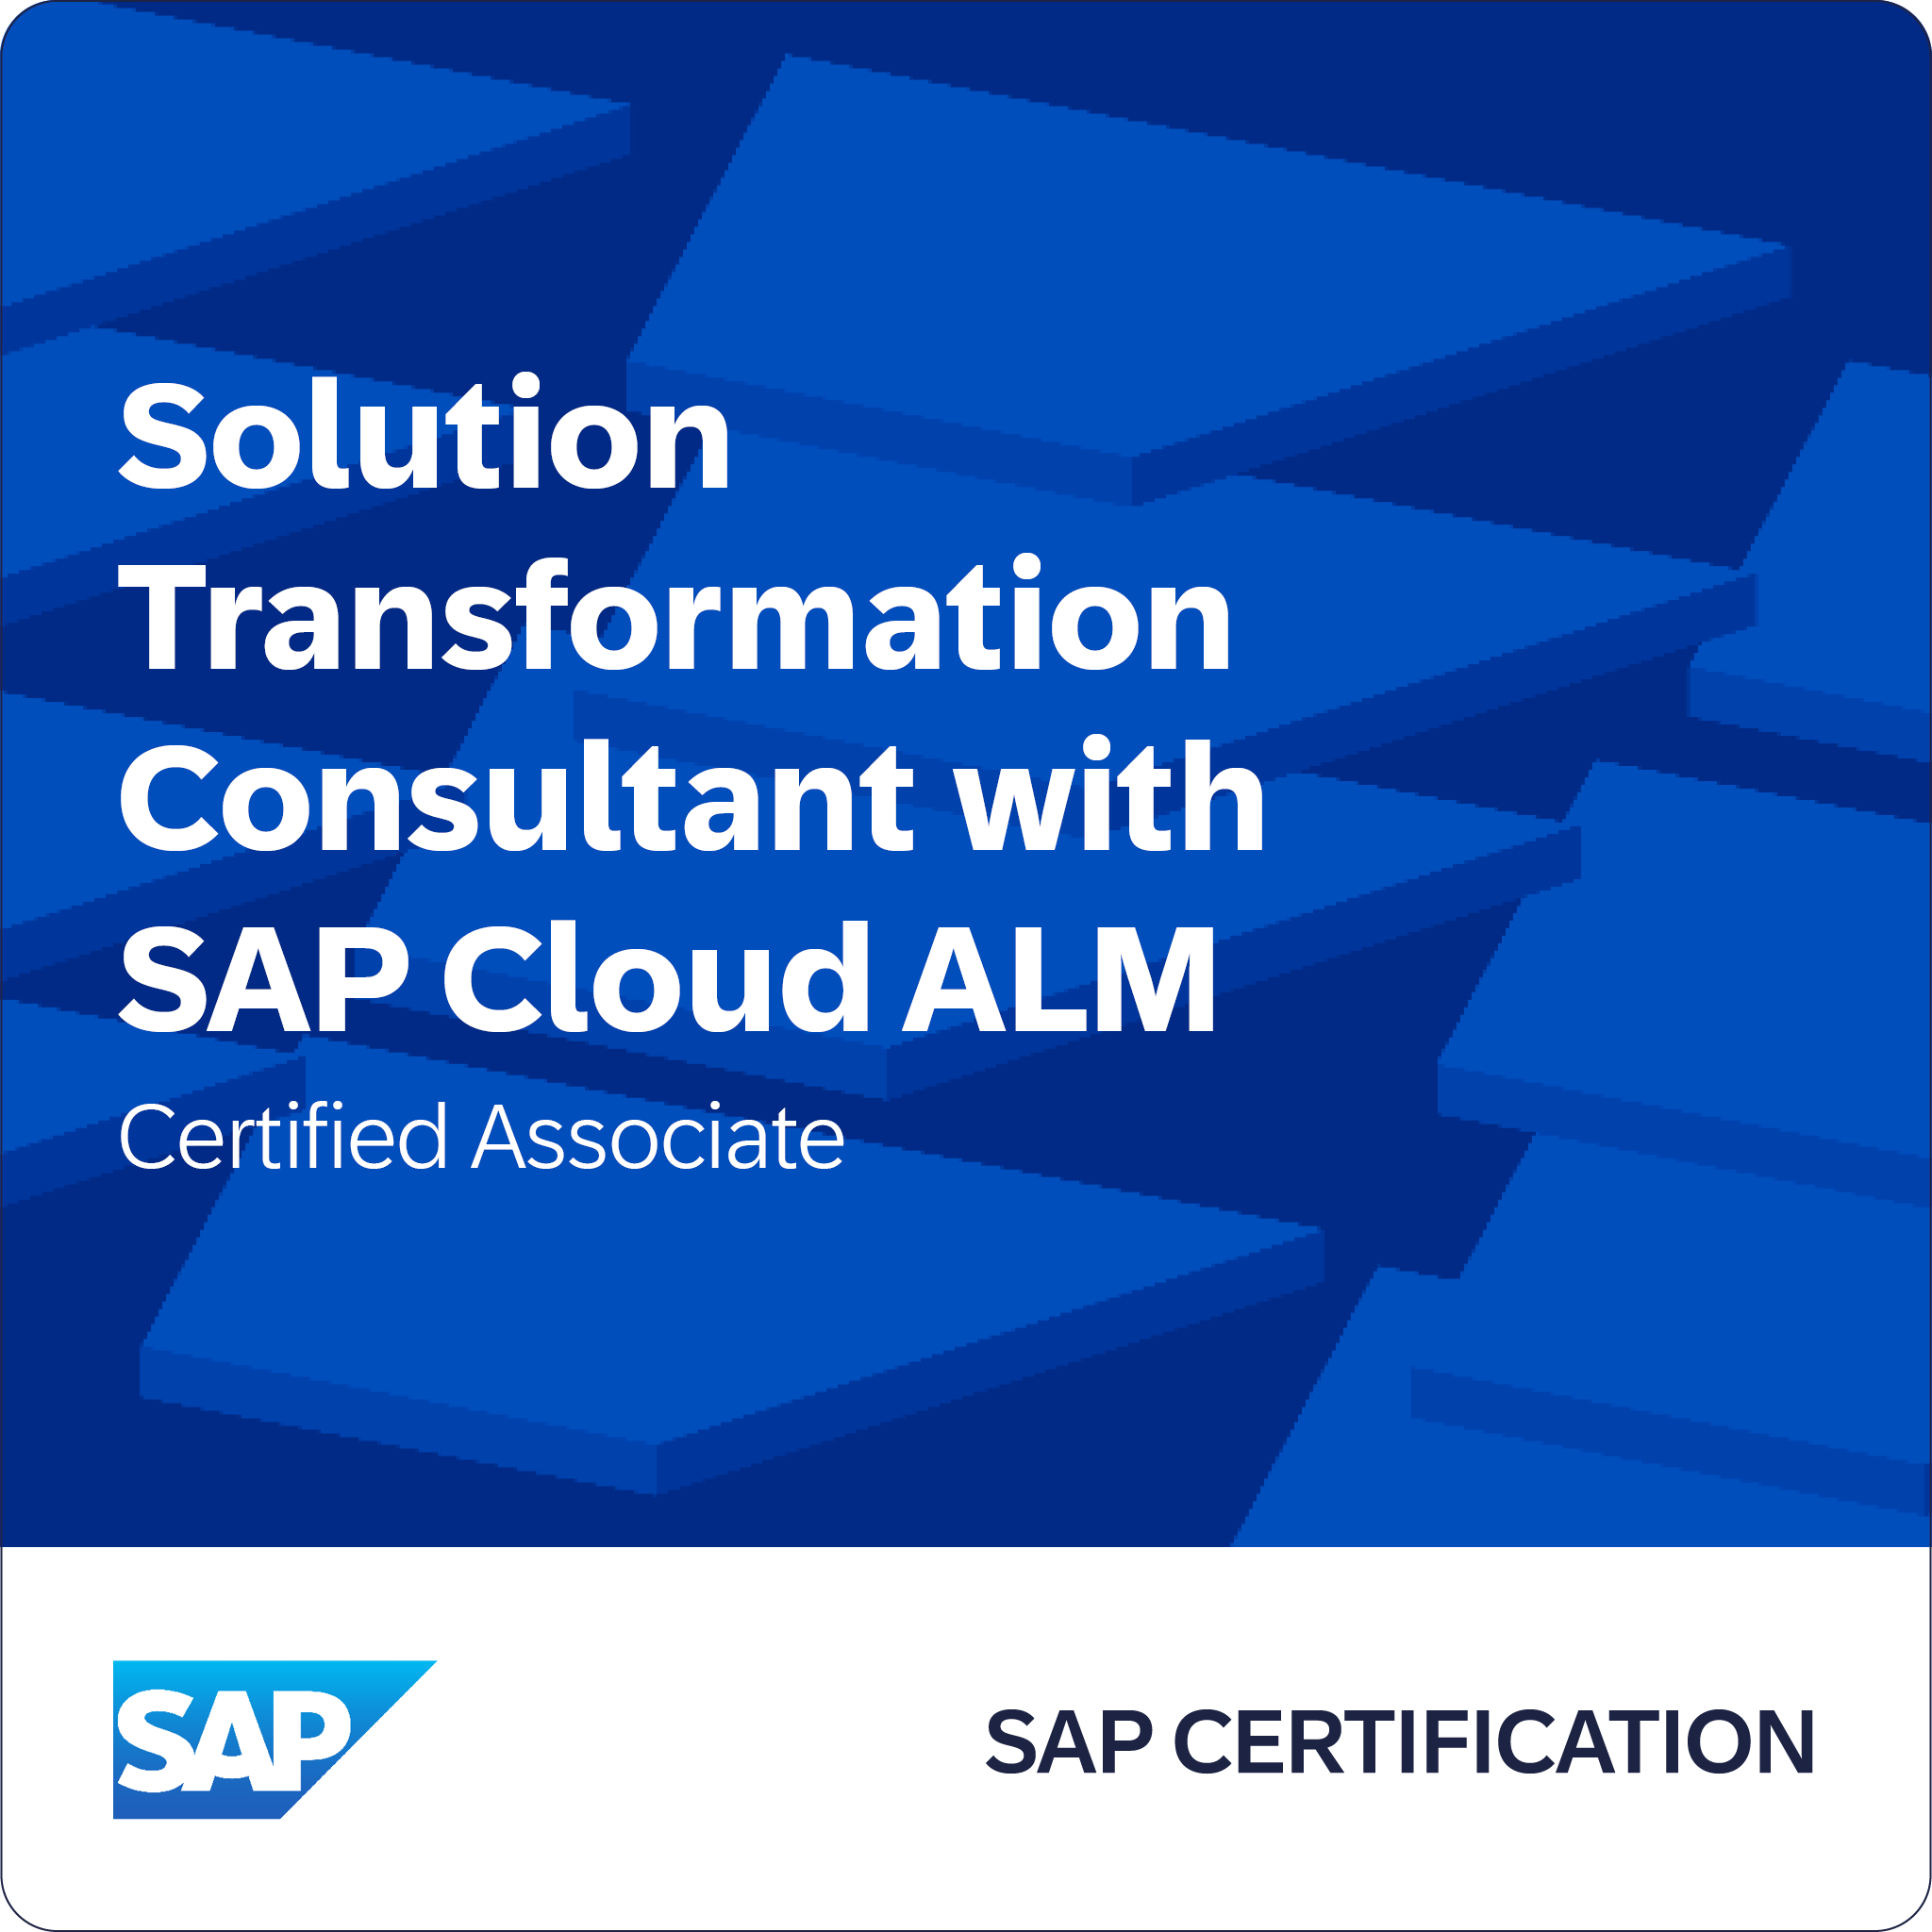 Solution
Transformation
Consultant with
SAP Cloud ALM
Certified Associate
SAP
SAP CERTIFICATION